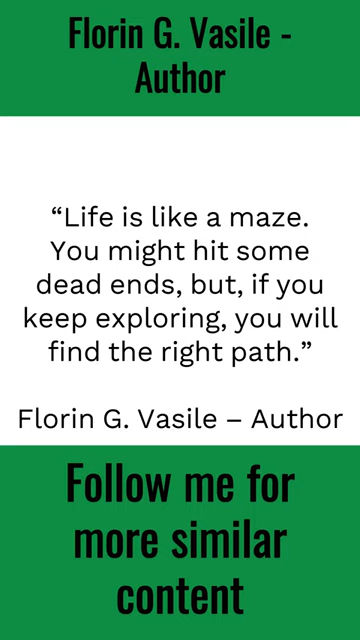 Florin G. Vasile -
Author
“Life is like a maze.
You might hit some
dead ends, but, if you
keep exploring, you will
find the right path.”
Florin G. Vasile – Author
Follow me for
more similar
content